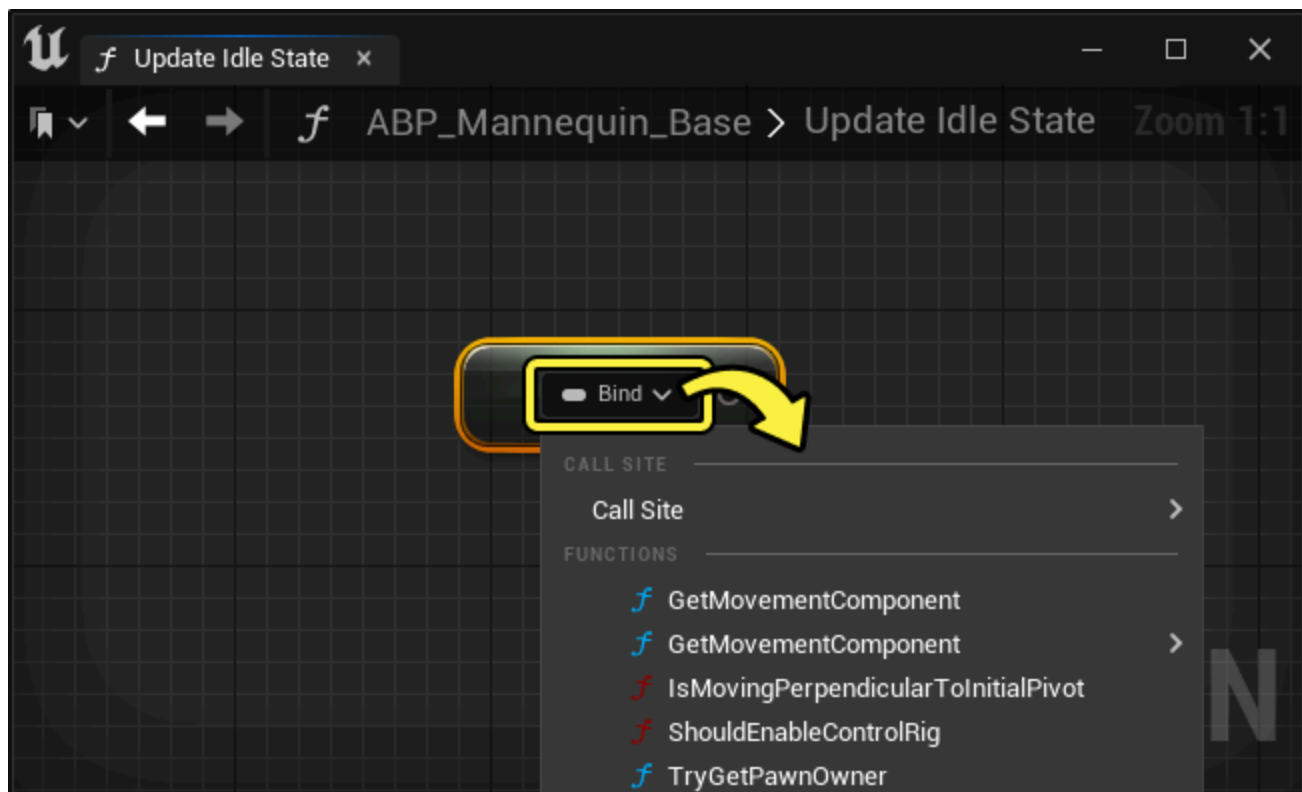 Update Idle State
ABP_Mannequin_Base > Update Idle State Zoom 1:1
Bind
CALL SITE
Call Site
FUNCTIONS
GetMovementComponent
GetMovementComponent
IsMovingPerpendicularToInitialPivot
ShouldEnableControlRig
TryGetPawnOwner